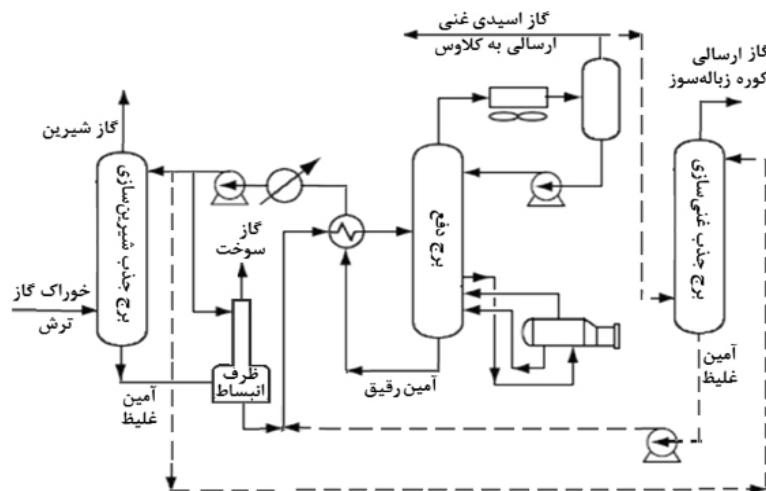 گاز اسیدی غنی
ارسالی به کلاوس
گاز ارسالی
کوره زباله‌سوز
گاز شیرین
برج جذب شیرین‌سازی
برج دفع
برج جذب غنی‌سازی
گاز
سوخت
خوراک گاز
ترش
ظرف
انبساط
آمین
غلیظ
آمین رقیق
آمین
غلیظ